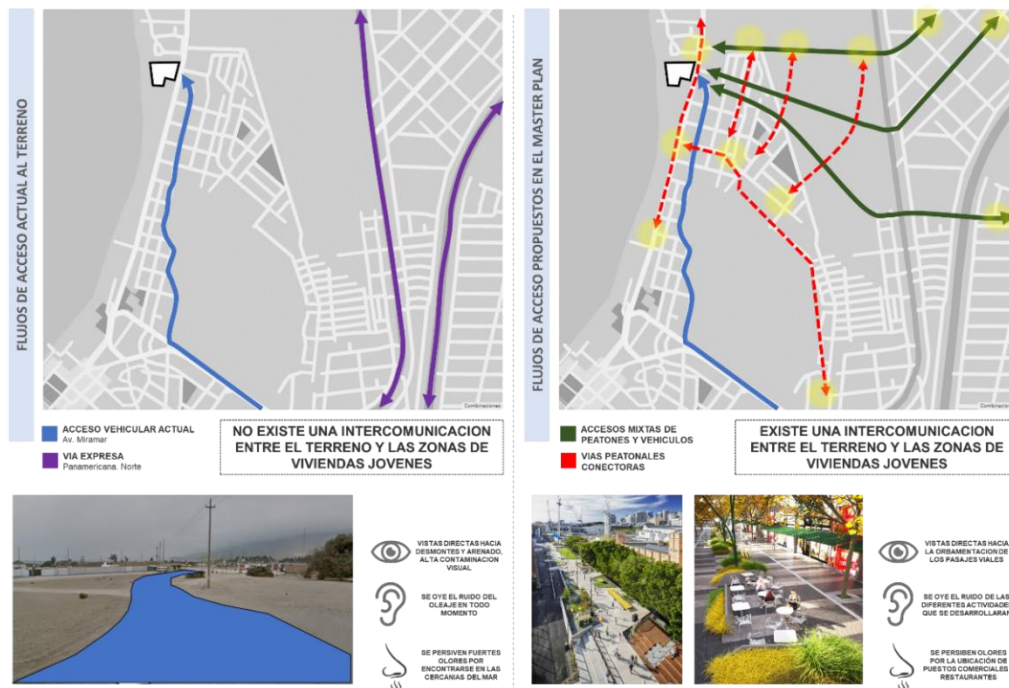 FLUJOS DE ACCESO ACTUAL AL TERRENO
Combinaciones
ACCESO VEHICULAR ACTUAL
Av. Miramar
VIA EXPRESA
Panamericana. Norte
NO EXISTE UNA INTERCOMUNICACION
ENTRE EL TERRENO Y LAS ZONAS DE
VIVIENDAS JOVENES
VISTAS DIRECTAS HACIA
DESMONTES Y ARENADO,
ALTA CONTAMINACION
VISUAL
SE OYE EL RUIDO DEL
OLEAJE EN TODO
MOMENTO
SE PERSIVEN FUERTES
OLORES POR
ENCONTRARSE EN LAS
CERCANIAS DEL MAR
FLUJOS DE ACCESO PROPUESTOS EN EL MASTER PLAN
Combinaciones
ACCESOS MIXTAS DE
PEATONES Y VEHICULOS
VIAS PEATONALES
CONECTORAS
EXISTE UNA INTERCOMUNICACION
ENTRE EL TERRENO Y LAS ZONAS DE
VIVIENDAS JOVENES
VISTAS DIRECTAS HACIA
LA ORBAMENTACION DE
LOS PASAJES VIALES
SE OYE EL RUIDO DE LAS
DIFERENTES ACTIVIDADE
QUE SE DESARROLLARAN
SE PERSIBEN OLORES
POR LA UBICACIÓN DE
PUESTOS COMERCIALES
RESTAURANTES